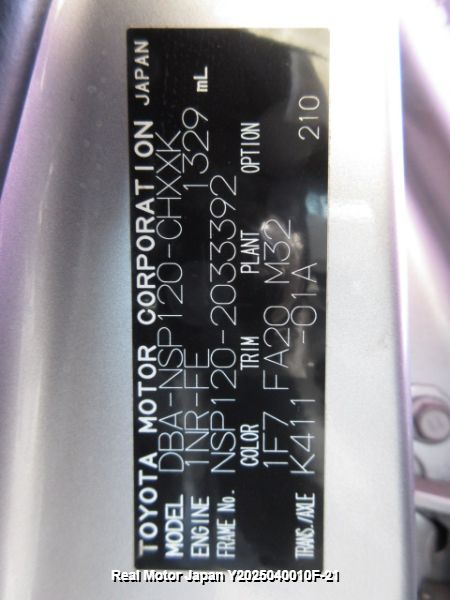 TOYOTA MOTOR CORPORATION JAPAN
MODEL DBA-NSP120-CHXXK
ENGINE 1NR-FE 1329 mL
FRAME No. NSP120-2033392
COLOR TRIM PLANT OPTION
1F7 FA20 M32 210
TRANS./AXLE K411 -01A
Real Motor Japan Y2025040010F-21